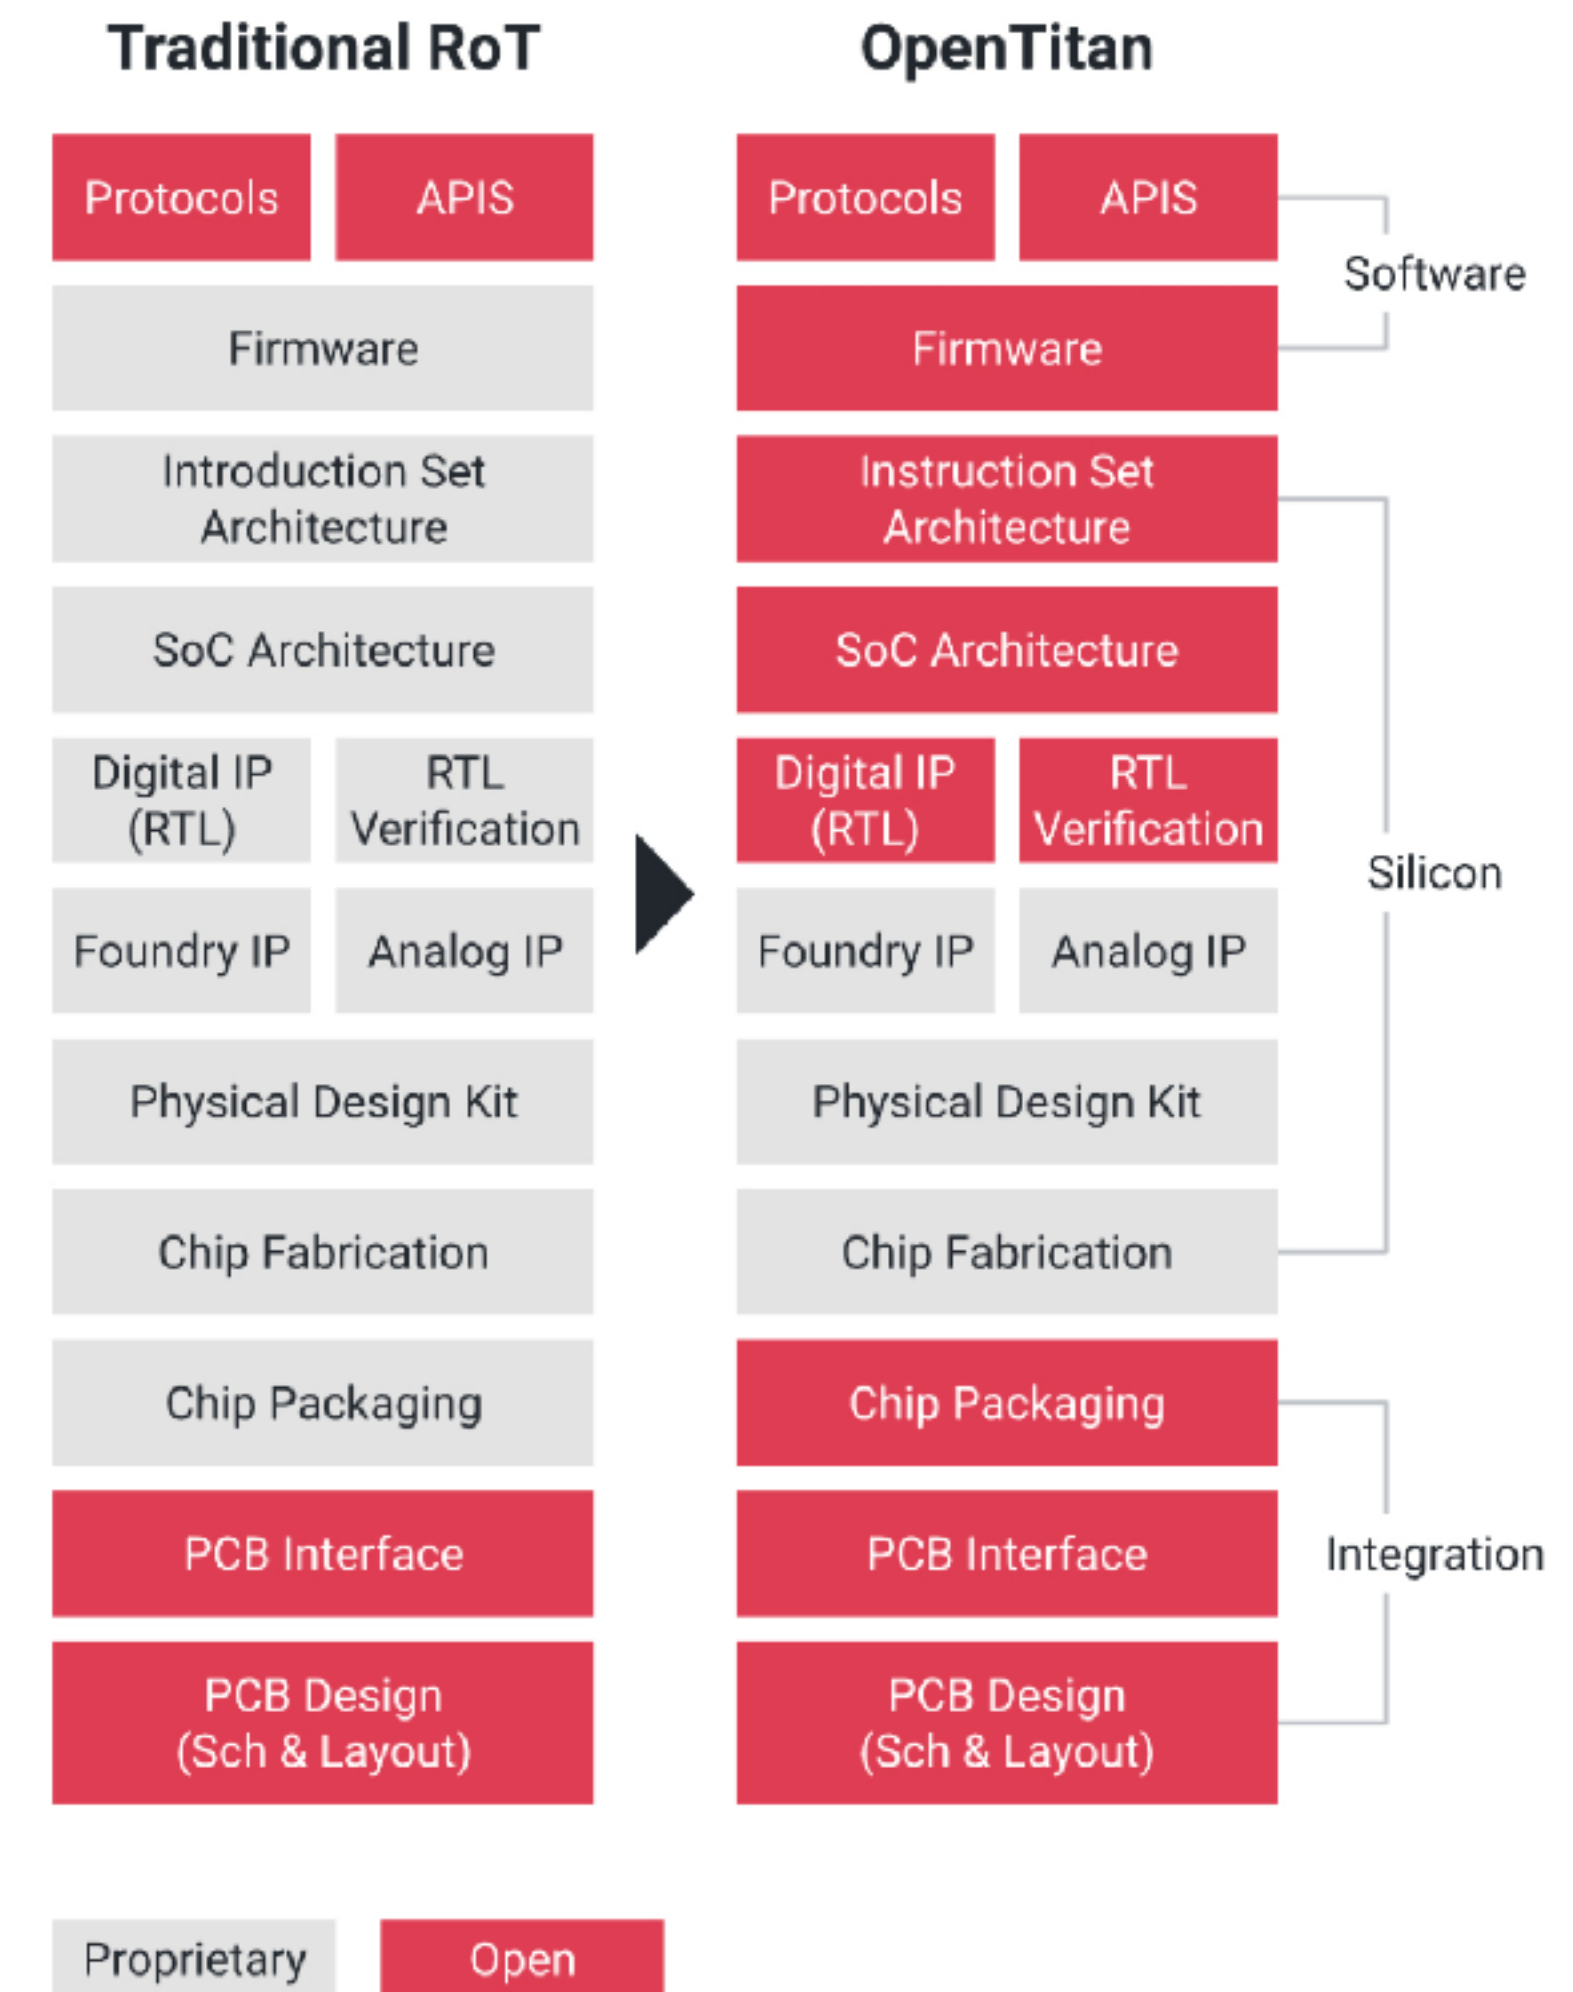 Traditional RoT
Protocols
APIS
Firmware
Introduction Set
Architecture
SoC Architecture
Digital IP
(RTL)
RTL
Verification
Foundry IP
Analog IP
Physical Design Kit
Chip Fabrication
Chip Packaging
PCB Interface
PCB Design
(Sch & Layout)
OpenTitan
Protocols
APIS
Firmware
Instruction Set
Architecture
SoC Architecture
Digital IP
(RTL)
RTL
Verification
Foundry IP
Analog IP
Physical Design Kit
Chip Fabrication
Chip Packaging
PCB Interface
PCB Design
(Sch & Layout)
Software
Silicon
Integration
Proprietary
Open